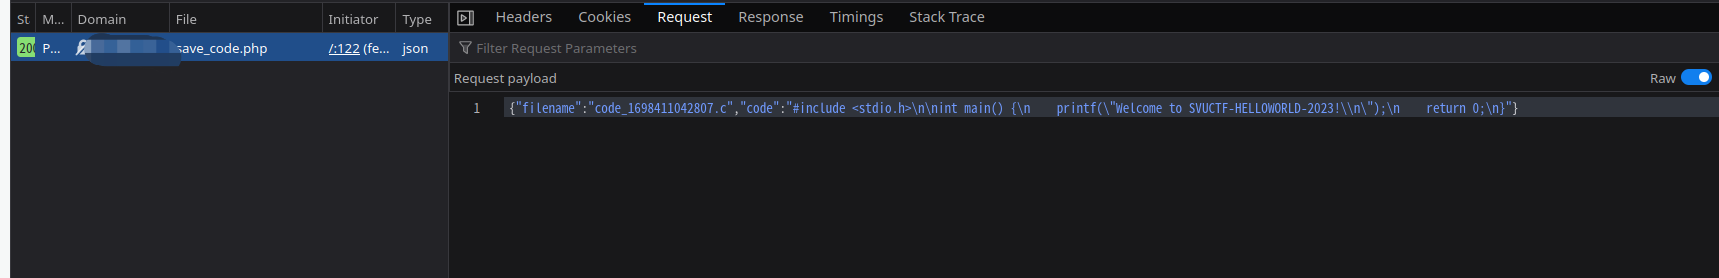 St M... Domain File Initiator Type
Headers Cookies Request Response Timings Stack Trace
200 P... save_code.php /:122 (fe... json
Filter Request Parameters
Request payload Raw
1 {"filename":"code_1698411042807.c","code":"#include <stdio.h>\n\nint main() {\n    printf(\"Welcome to SVUCTF-HELLOWORLD-2023!\\n\");\n    return 0;\n}"}